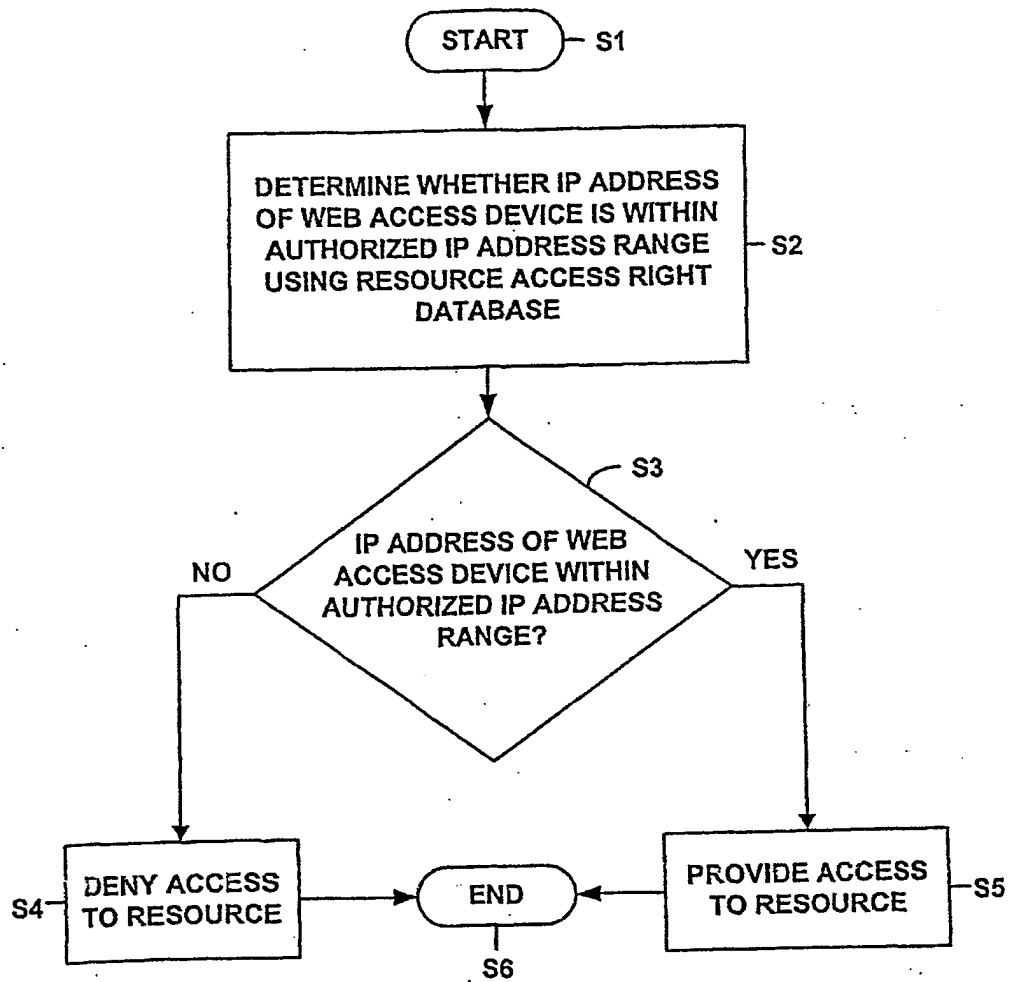 START
S1
DETERMINE WHETHER IP ADDRESS
OF WEB ACCESS DEVICE IS WITHIN
AUTHORIZED IP ADDRESS RANGE
USING RESOURCE ACCESS RIGHT
DATABASE
S2
S3
IP ADDRESS OF WEB
ACCESS DEVICE WITHIN
AUTHORIZED IP ADDRESS
RANGE?
NO
YES
S4
DENY ACCESS
TO RESOURCE
END
S6
PROVIDE ACCESS
TO RESOURCE
S5